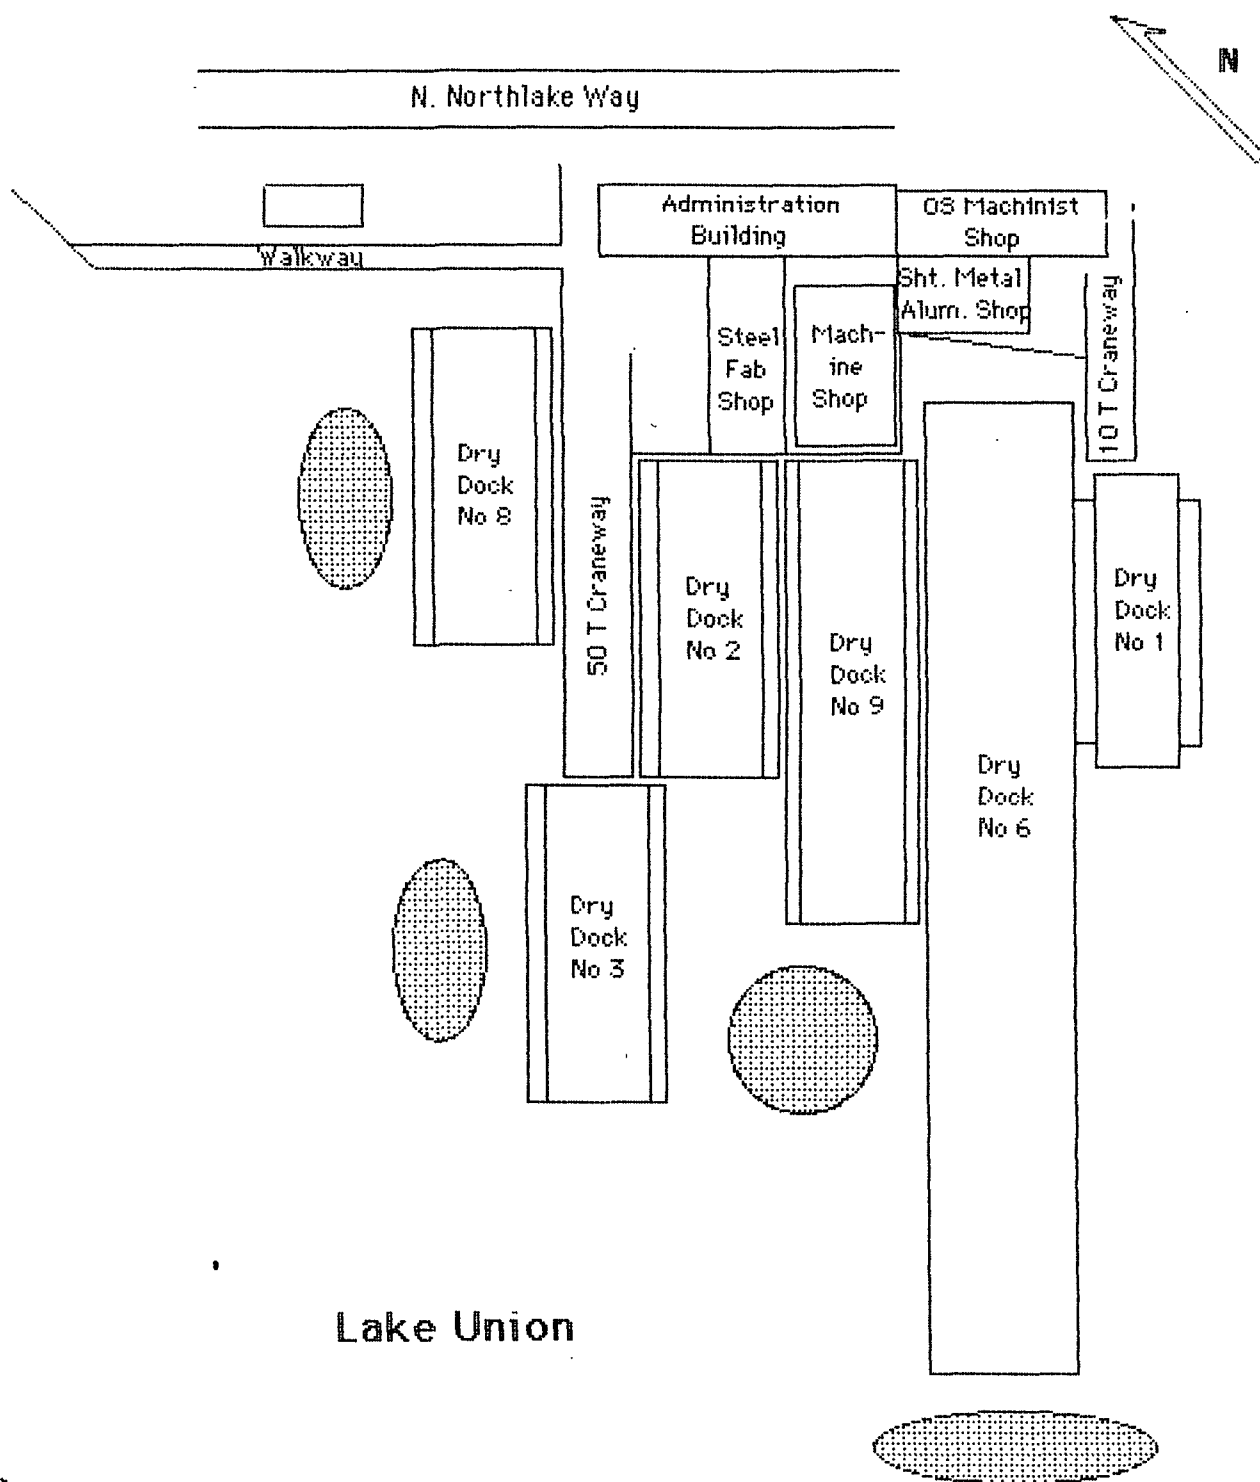 N
N. Northlake Way
Administration
Building
OS Machinist
Shop
Walkway
Sht. Metal
Alum. Shop
Steel
Fab
Shop
Mach-
ine
Shop
10 T Craneway
Dry
Dock
No 8
50 T Craneway
Dry
Dock
No 2
Dry
Dock
No 9
Dry
Dock
No 1
Dry
Dock
No 6
Dry
Dock
No 3
Lake Union